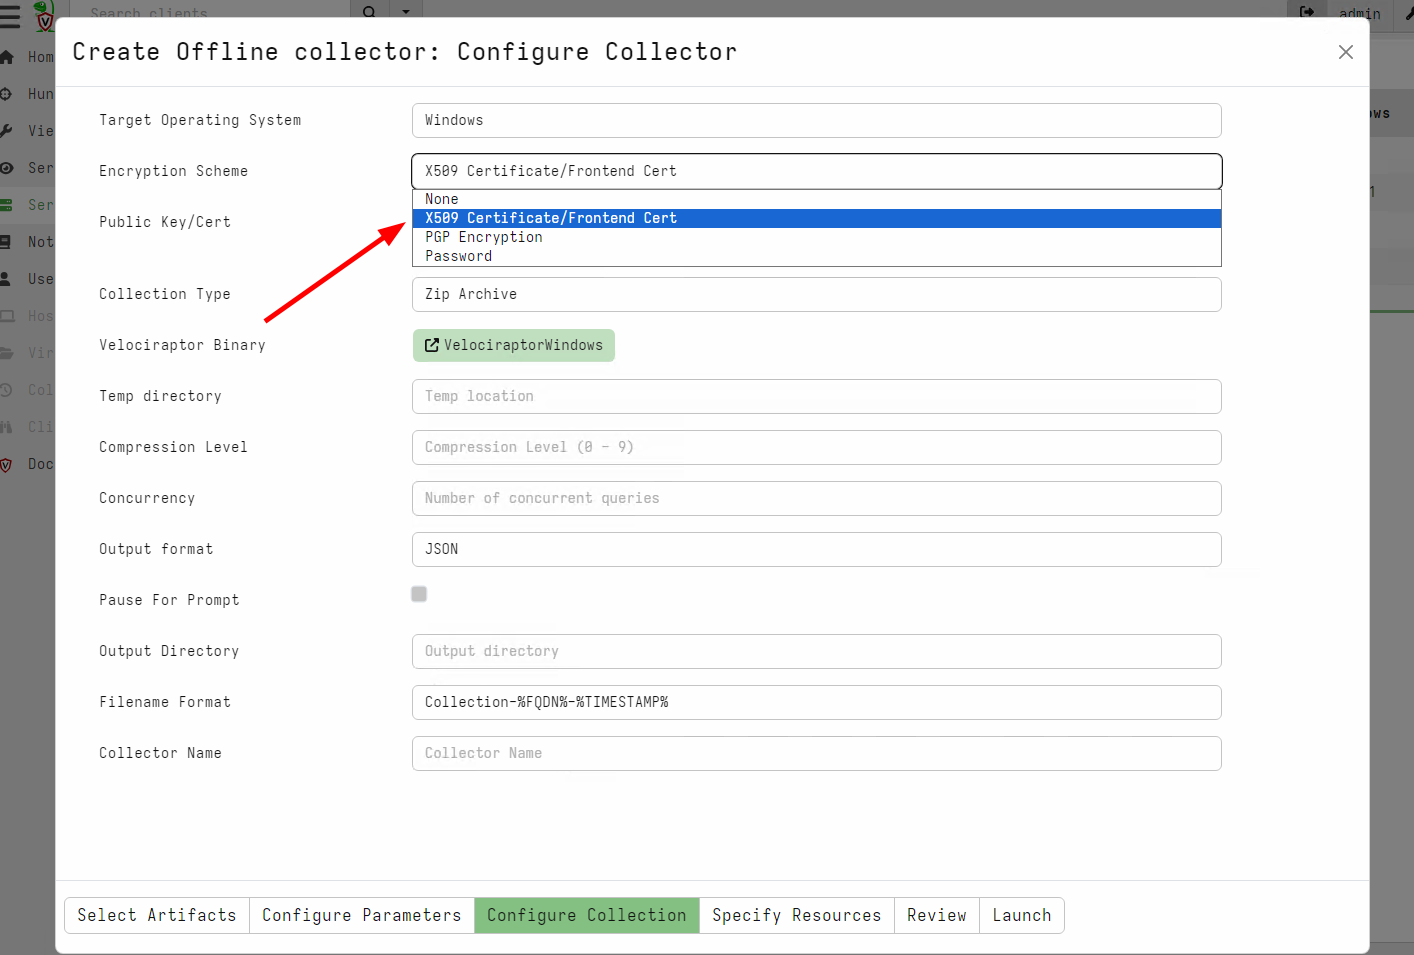 Search clients
admin
Create Offline collector: Configure Collector
Hom
Hun
Vie
Ser
Ser
Not
Use
Hos
Vir
Col
Cli
Doc
ows
1
Target Operating System
Windows
Encryption Scheme
X509 Certificate/Frontend Cert
None
X509 Certificate/Frontend Cert
PGP Encryption
Password
Public Key/Cert
Collection Type
Zip Archive
Velociraptor Binary
VelociraptorWindows
Temp directory
Temp location
Compression Level
Compression Level (0 - 9)
Concurrency
Number of concurrent queries
Output format
JSON
Pause For Prompt
Output Directory
Output directory
Filename Format
Collection-%FQDN%-%TIMESTAMP%
Collector Name
Collector Name
Select Artifacts
Configure Parameters
Configure Collection
Specify Resources
Review
Launch